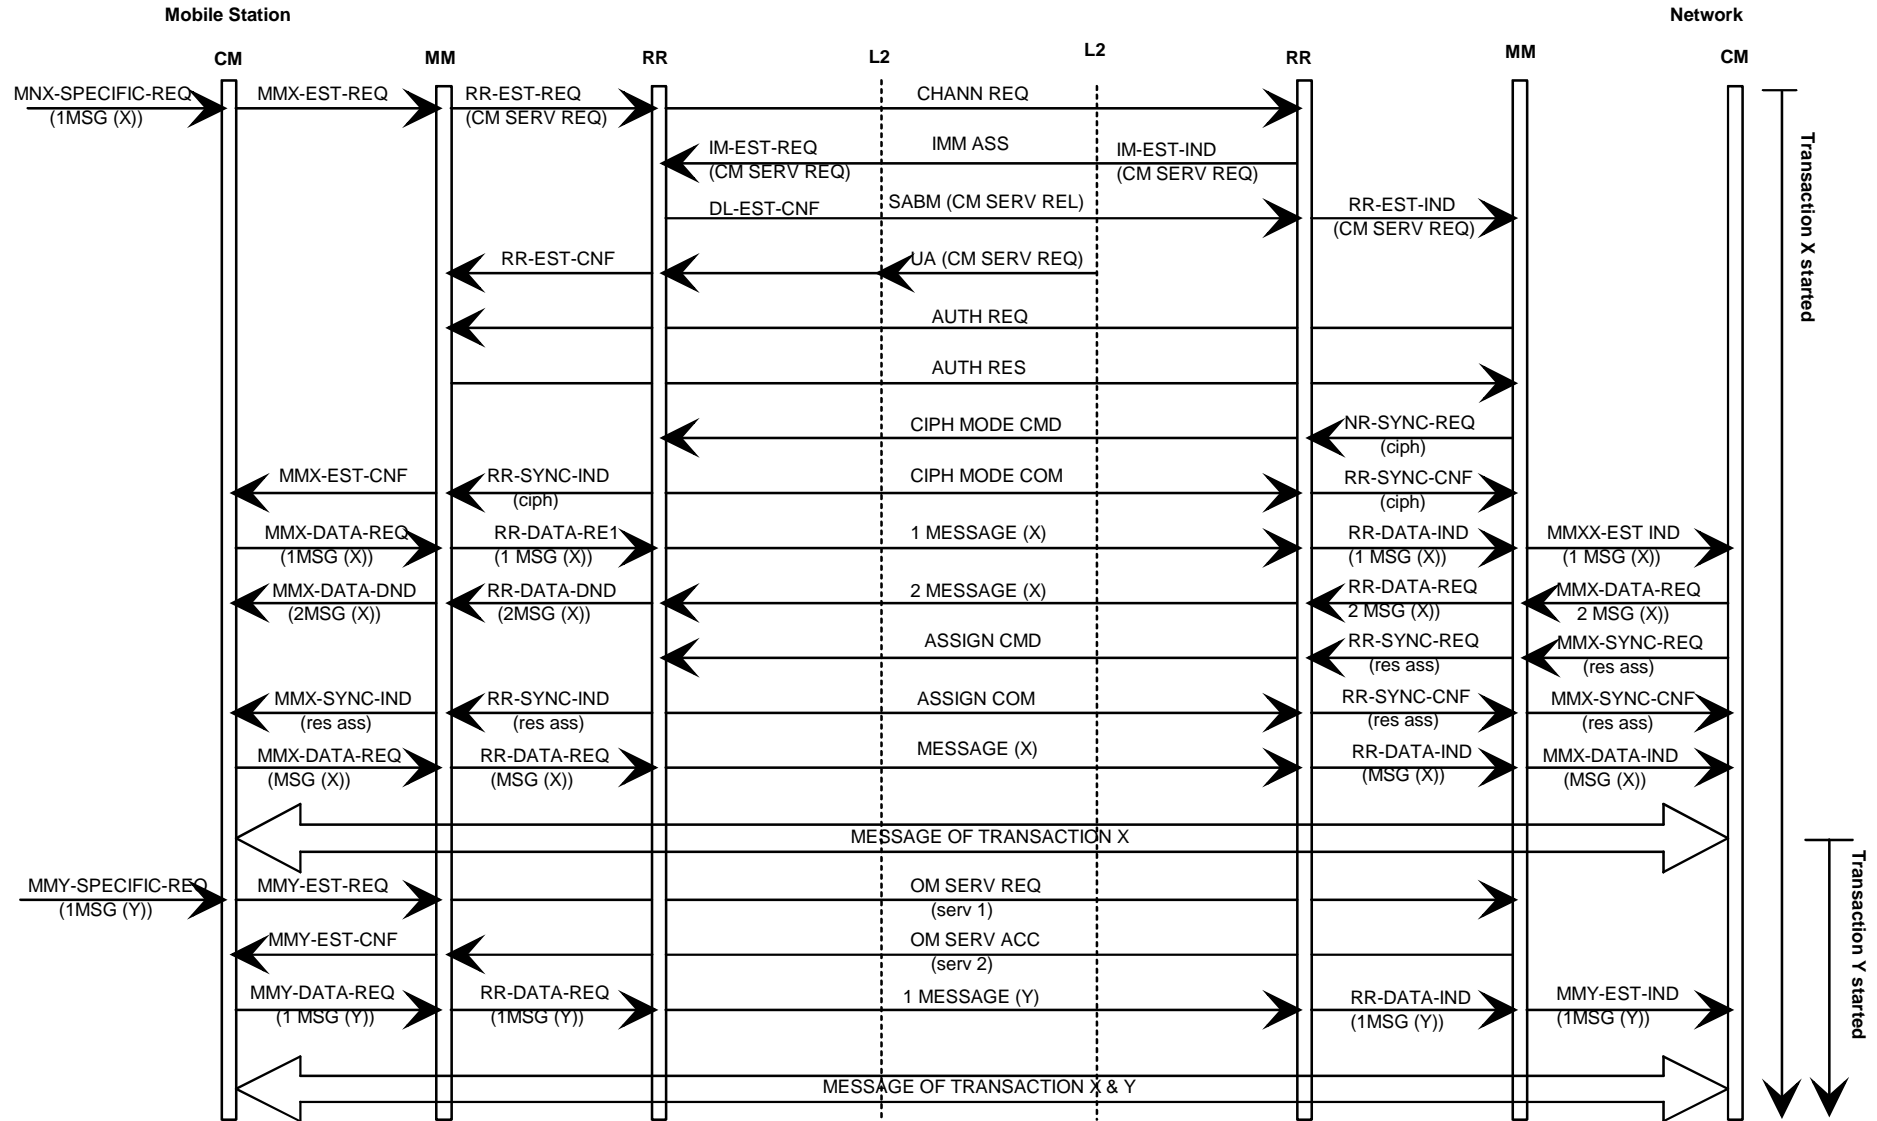 Mobile Station
Network
CM
MM
RR
L2
L2
RR
MM
CM
MNX-SPECIFIC-REQ
(1MSG (X))
MMX-EST-REQ
RR-EST-REQ
(CM SERV REQ)
CHANN REQ
IM-EST-REQ
(CM SERV REQ)
IMM ASS
IM-EST-IND
(CM SERV REQ)
DL-EST-CNF
SABM (CM SERV REL)
RR-EST-IND
(CM SERV REQ)
RR-EST-CNF
UA (CM SERV REQ)
AUTH REQ
AUTH RES
CIPH MODE CMD
NR-SYNC-REQ
(ciph)
MMX-EST-CNF
RR-SYNC-IND
(ciph)
CIPH MODE COM
RR-SYNC-CNF
(ciph)
MMX-DATA-REQ
(1MSG (X))
RR-DATA-RE1
(1 MSG (X))
1 MESSAGE (X)
RR-DATA-IND
(1 MSG (X))
MMXX-EST IND
(1 MSG (X))
MMX-DATA-DND
(2MSG (X))
RR-DATA-DND
(2MSG (X))
2 MESSAGE (X)
RR-DATA-REQ
2 MSG (X))
MMX-DATA-REQ
2 MSG (X))
ASSIGN CMD
RR-SYNC-REQ
(res ass)
MMX-SYNC-REQ
(res ass)
MMX-SYNC-IND
(res ass)
RR-SYNC-IND
(res ass)
ASSIGN COM
RR-SYNC-CNF
(res ass)
MMX-SYNC-CNF
(res ass)
MMX-DATA-REQ
(MSG (X))
RR-DATA-REQ
(MSG (X))
MESSAGE (X)
RR-DATA-IND
(MSG (X))
MMX-DATA-IND
(MSG (X))
MESSAGE OF TRANSACTION X
MMY-SPECIFIC-REQ
(1MSG (Y))
MMY-EST-REQ
OM SERV REQ
(serv 1)
MMY-EST-CNF
OM SERV ACC
(serv 2)
MMY-DATA-REQ
(1 MSG (Y))
RR-DATA-REQ
(1MSG (Y))
1 MESSAGE (Y)
RR-DATA-IND
(1MSG (Y))
MMY-EST-IND
(1MSG (Y))
MESSAGE OF TRANSACTION X & Y
Transaction X started
Transaction Y started